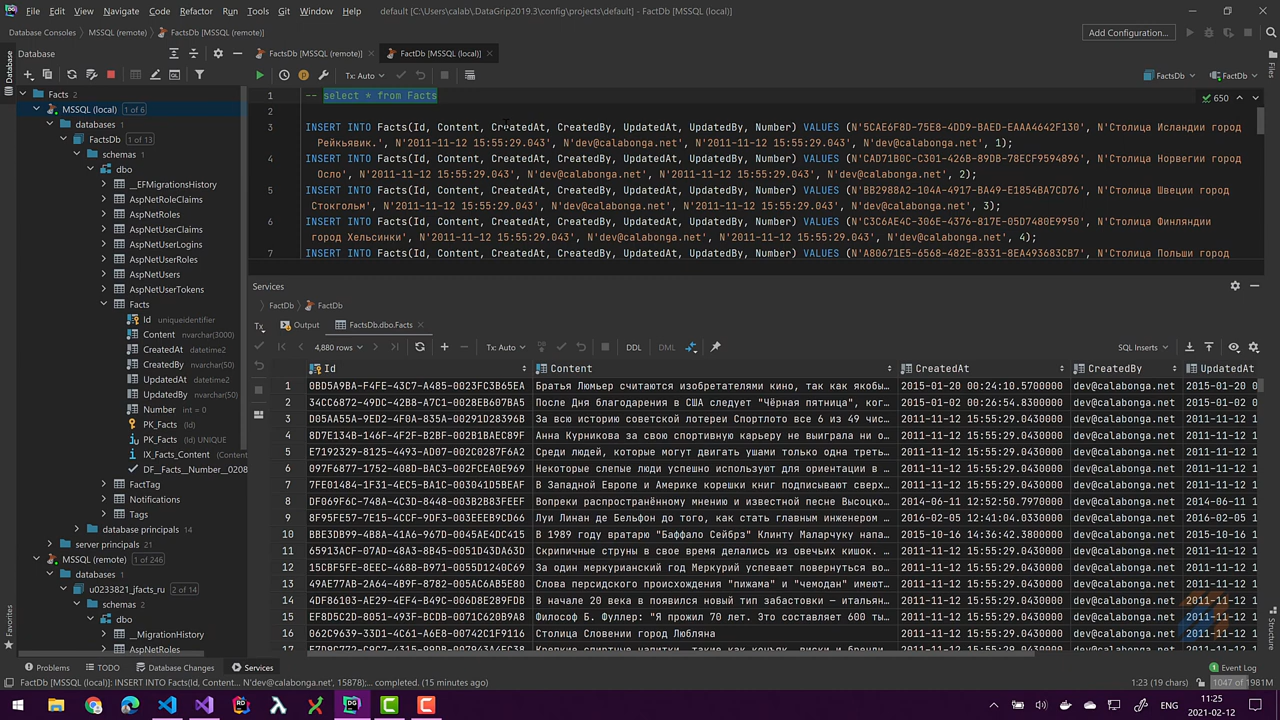 File Edit View Navigate Code Refactor Run Tools Git Window Help default [C:\Users\calab\.DataGrip2019.3\config\projects\default] - FactDb [MSSQL (local)]
Database Consoles MSSQL (remote) FactsDb [MSSQL (remote)] Add Configuration...
Database
FactsDb [MSSQL (remote)] FactDb [MSSQL (local)]
Tx: Auto FactsDb FactDb
Facts
MSSQL (local) 1 of 6
databases
FactsDb 1 of 13
schemas
dbo
__EFMigrationsHistory
AspNetRoleClaims
AspNetRoles
AspNetUserClaims
AspNetUserLogins
AspNetUserRoles
AspNetUsers
AspNetUserTokens
Facts
Id uniqueidentifier
Content nvarchar(3000)
CreatedAt datetime2
CreatedBy nvarchar(50)
UpdatedAt datetime2
UpdatedBy nvarchar(50)
Number int = 0
PK_Facts (Id)
PK_Facts (Id) UNIQUE
IX_Facts_Content (Content
DF__Facts__Number__0208
FactTag
Notifications
Tags
database principals 14
server principals 21
MSSQL (remote) 1 of 246
databases
u0233821_jfacts_ru 2 of 14
schemas
dbo
__MigrationHistory
AspNetRoles
1 -- select * from Facts
650
2
3 INSERT INTO Facts(Id, Content, CreatedAt, CreatedBy, UpdatedAt, UpdatedBy, Number) VALUES (N'5CAE6F8D-75E8-4DD9-BAED-EAAA4642F130', N'Столица Исландии город
Рейкьявик.', N'2011-11-12 15:55:29.043', N'dev@calabonga.net', N'2011-11-12 15:55:29.043', N'dev@calabonga.net', 1);
4 INSERT INTO Facts(Id, Content, CreatedAt, CreatedBy, UpdatedAt, UpdatedBy, Number) VALUES (N'CAD71B0C-C301-426B-89DB-78ECF9594896', N'Столица Норвегии город
Осло', N'2011-11-12 15:55:29.043', N'dev@calabonga.net', N'2011-11-12 15:55:29.043', N'dev@calabonga.net', 2);
5 INSERT INTO Facts(Id, Content, CreatedAt, CreatedBy, UpdatedAt, UpdatedBy, Number) VALUES (N'BB2988A2-104A-4917-BA49-E1854BA7CD76', N'Столица Швеции город
Стокгольм', N'2011-11-12 15:55:29.043', N'dev@calabonga.net', N'2011-11-12 15:55:29.043', N'dev@calabonga.net', 3);
6 INSERT INTO Facts(Id, Content, CreatedAt, CreatedBy, UpdatedAt, UpdatedBy, Number) VALUES (N'C3C6AE4C-306E-4376-817E-05D7480E9950', N'Столица Финляндии
город Хельсинки', N'2011-11-12 15:55:29.043', N'dev@calabonga.net', N'2011-11-12 15:55:29.043', N'dev@calabonga.net', 4);
7 INSERT INTO Facts(Id, Content, CreatedAt, CreatedBy, UpdatedAt, UpdatedBy, Number) VALUES (N'A80671E5-6568-482E-8331-8EA493683CB7', N'Столица Польши город
Services
FactDb FactDb
Tx Output FactsDb.dbo.Facts
4,880 rows Tx: Auto DDL DML SQL Inserts
Id Content CreatedAt CreatedBy UpdatedAt
1 0BD5A9BA-F4FE-43C7-A485-0023FC3B65EA Братья Люмьер считаются изобретателями кино, так как якобы… 2015-01-20 00:24:10.5700000 dev@calabonga.net 2015-01-20 0
2 34CC6872-49DC-42B8-A7C1-0028EB607BA5 После Дня благодарения в США следует "Чёрная пятница", ког… 2015-01-02 00:26:54.8300000 dev@calabonga.net 2015-01-02 0
3 D05AA55A-9ED2-4F0A-835A-00291D28396B За всю историю советской лотереи Спортлото все 6 из 49 чис… 2011-11-12 15:55:29.0430000 dev@calabonga.net 2011-11-12 1
4 8D7E134B-146F-4F2F-B2BF-002B1BAEC89F Анна Курникова за свою спортивную карьеру не выиграла ни о… 2011-11-12 15:55:29.0430000 dev@calabonga.net 2011-11-12 1
5 E7192329-8125-4493-AD07-002C0287F6A2 Среди людей, которые могут двигать ушами только одна треть… 2011-11-12 15:55:29.0430000 dev@calabonga.net 2011-11-12 1
6 097F6877-1752-408D-BAC3-002FCEA0E969 Некоторые слепые люди успешно используют для ориентации в … 2011-11-12 15:55:29.0430000 dev@calabonga.net 2011-11-12 1
7 7FE01484-1F31-4EC5-BA1C-003041D5BEAF В Западной Европе и Америке корешки книг подписывают сверх… 2011-11-12 15:55:29.0430000 dev@calabonga.net 2011-11-12 1
8 DF069F6C-748A-4C3D-8448-003B2B83FEEF Вопреки распространённому мнению и известной песне Высоцко… 2014-06-11 12:52:50.7970000 dev@calabonga.net 2014-06-11 1
9 8F95FE57-7E15-4CCF-9DF3-003EEEB9CD66 Луи Линан де Бельфон до того, как стать главным инженером … 2016-02-05 12:41:04.0330000 dev@calabonga.net 2016-02-05 1
10 BBE3DB99-4B8A-41A6-967D-0045AE4DC415 В 1989 году вратарю "Баффало Сейбрз" Клинту Маларчуку напа… 2015-10-16 14:36:42.3800000 dev@calabonga.net 2015-10-16 1
11 65913ACF-07AD-48A3-8B45-0051D43DA63D Скрипичные струны в свое время делались из овечьих кишок. … 2011-11-12 15:55:29.0430000 dev@calabonga.net 2011-11-12 1
12 15CBF5FE-8EEC-4688-B971-0055D1240C69 За один меркурианский год Меркурий успевает повернуться во… 2011-11-12 15:55:29.0430000 dev@calabonga.net 2011-11-12 1
13 49AE77AB-2A64-4B9F-8782-005AC6AB5E80 Слова персидского происхождения "пижама" и "чемодан" имеют… 2011-11-12 15:55:29.0430000 dev@calabonga.net 2011-11-12 1
14 4DF86103-AE29-4EF4-B49C-006D8E289FDB В начале 20 века в появился новый тип забастовки – итальян… 2011-11-12 15:55:29.0430000 dev@calabonga.net 2011-11-12 1
15 EF8D5C2D-8051-493F-BCDB-0071C620B9A8 Философ Б. Фуллер: "Я прожил 70 лет. Это составляет 600 ты… 2011-11-12 15:55:29.0430000 dev@calabonga.net 2011-11-12 1
16 062C9639-33D1-4C61-A6E8-00742C1F9116 Столица Словении город Любляна 2011-11-12 15:55:29.0430000 dev@calabonga.net 2011-11-12 1
Database
Favorites
Files
Structure
Problems TODO Database Changes Services Event Log
FactDb [MSSQL (local)]: INSERT INTO Facts(Id, Content... N'dev@calabonga.net', 15878); completed. (15 minutes ago) 1:23 (19 chars) 1047 of 1981M
ENG 11:25
2021-02-12